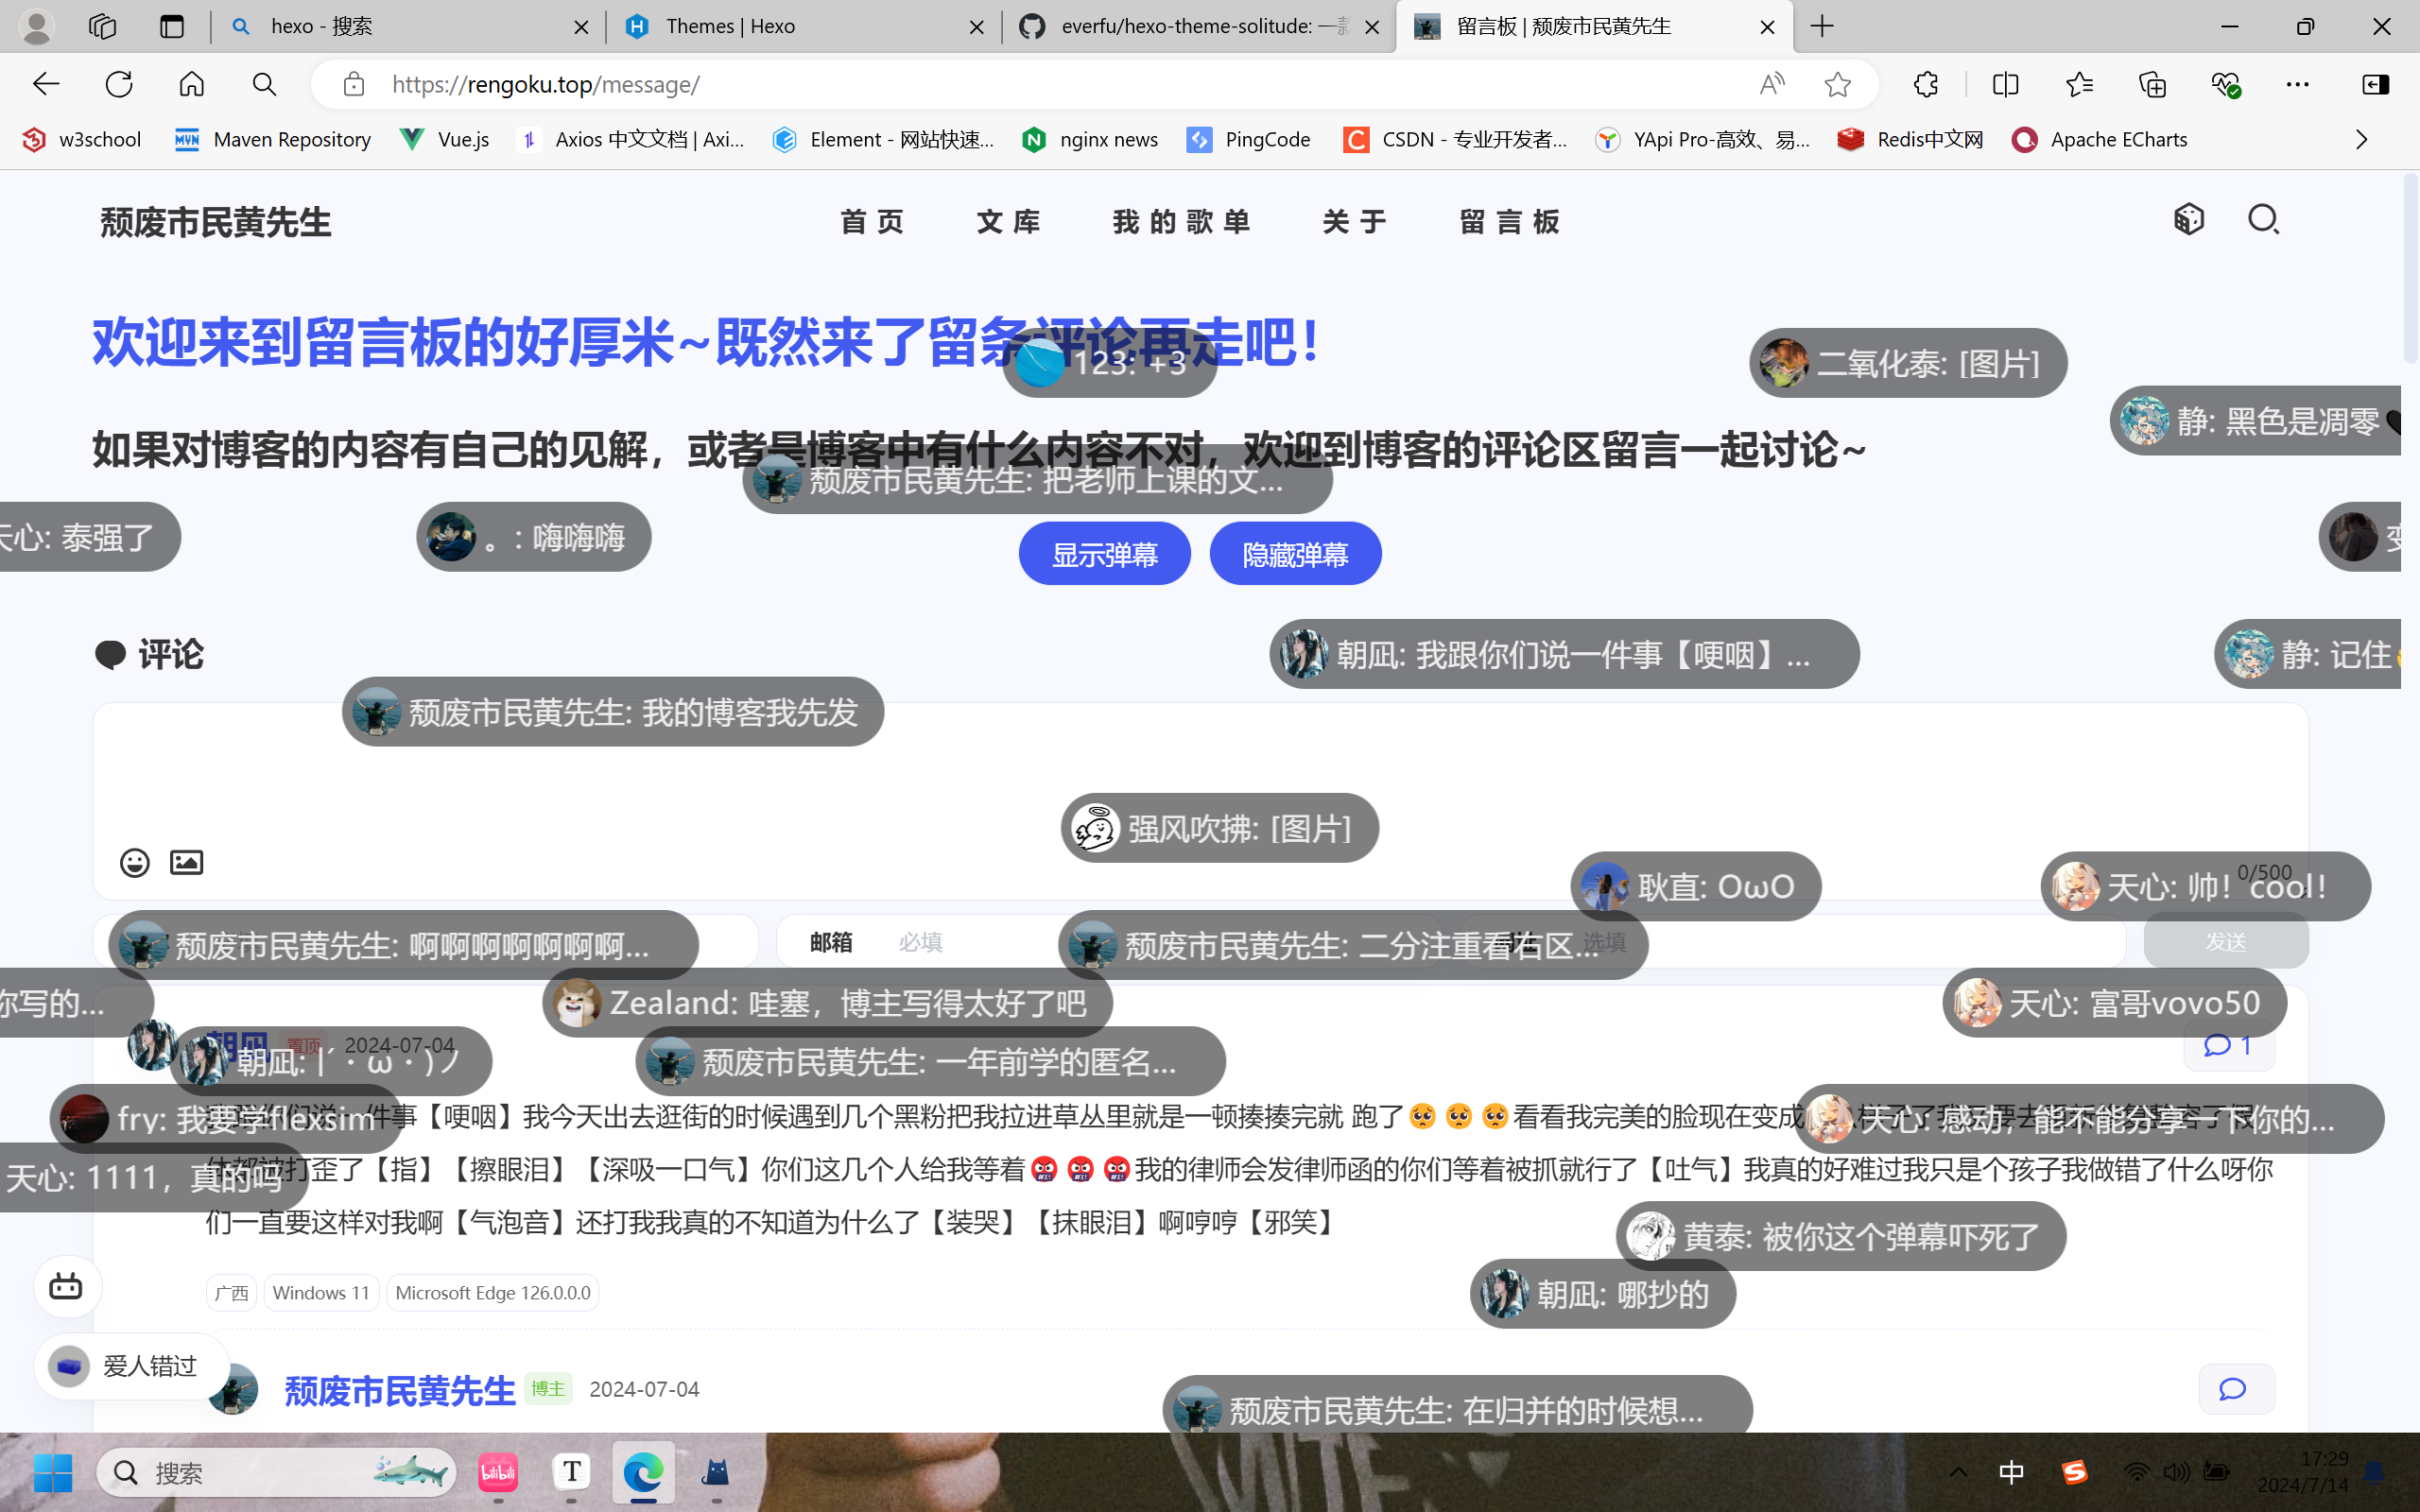 hexo - 搜索
Themes | Hexo
everfu/hexo-theme-solitude: 一款
留言板 | 颓废市民黄先生
https://rengoku.top/message/
w3school
Maven Repository
Vue.js
Axios 中文文档 | Axi...
Element - 网站快速...
nginx news
PingCode
CSDN - 专业开发者...
YApi Pro-高效、易...
Redis中文网
Apache ECharts
颓废市民黄先生
首页
文库
我的歌单
关于
留言板
欢迎来到留言板的好厚米~既然来了留条评论再走吧！
123: +3
二氧化泰: [图片]
静: 黑色是凋零
如果对博客的内容有自己的见解，或者是博客中有什么内容不对，欢迎到博客的评论区留言一起讨论~
颓废市民黄先生: 把老师上课的文...
天心: 泰强了
。: 嗨嗨嗨
显示弹幕
隐藏弹幕
评论
朝凪: 我跟你们说一件事【哽咽】...
静: 记住
颓废市民黄先生: 我的博客我先发
强风吹拂: [图片]
耿直: OωO
0/500
天心: 帅！cool！
颓废市民黄先生: 啊啊啊啊啊啊啊...
邮箱
必填
颓废市民黄先生: 二分注重看右区...
选填
发送
你写的...
Zealand: 哇塞，博主写得太好了吧
天心: 富哥vovo50
朝凪
置顶
2024-07-04
1
朝凪: |´・ω・)ノ
颓废市民黄先生: 一年前学的匿名...
fry: 我要学flexsim
件事【哽咽】我今天出去逛街的时候遇到几个黑粉把我拉进草丛里就是一顿揍揍完就 跑了🥺🥺🥺看看我完美的脸现在变成
天心: 感动，能不能分享一下你的...
天心: 1111，真的吗
都被打歪了【指】【擦眼泪】【深吸一口气】你们这几个人给我等着🤬🤬🤬我的律师会发律师函的你们等着被抓就行了【吐气】我真的好难过我只是个孩子我做错了什么呀你
们一直要这样对我啊【气泡音】还打我我真的不知道为什么了【装哭】【抹眼泪】啊哼哼【邪笑】
黄泰: 被你这个弹幕吓死了
广西
Windows 11
Microsoft Edge 126.0.0.0
朝凪: 哪抄的
爱人错过
颓废市民黄先生
博主
2024-07-04
颓废市民黄先生: 在归并的时候想...
搜索
bilibili
T
中
17:29
2024/7/14